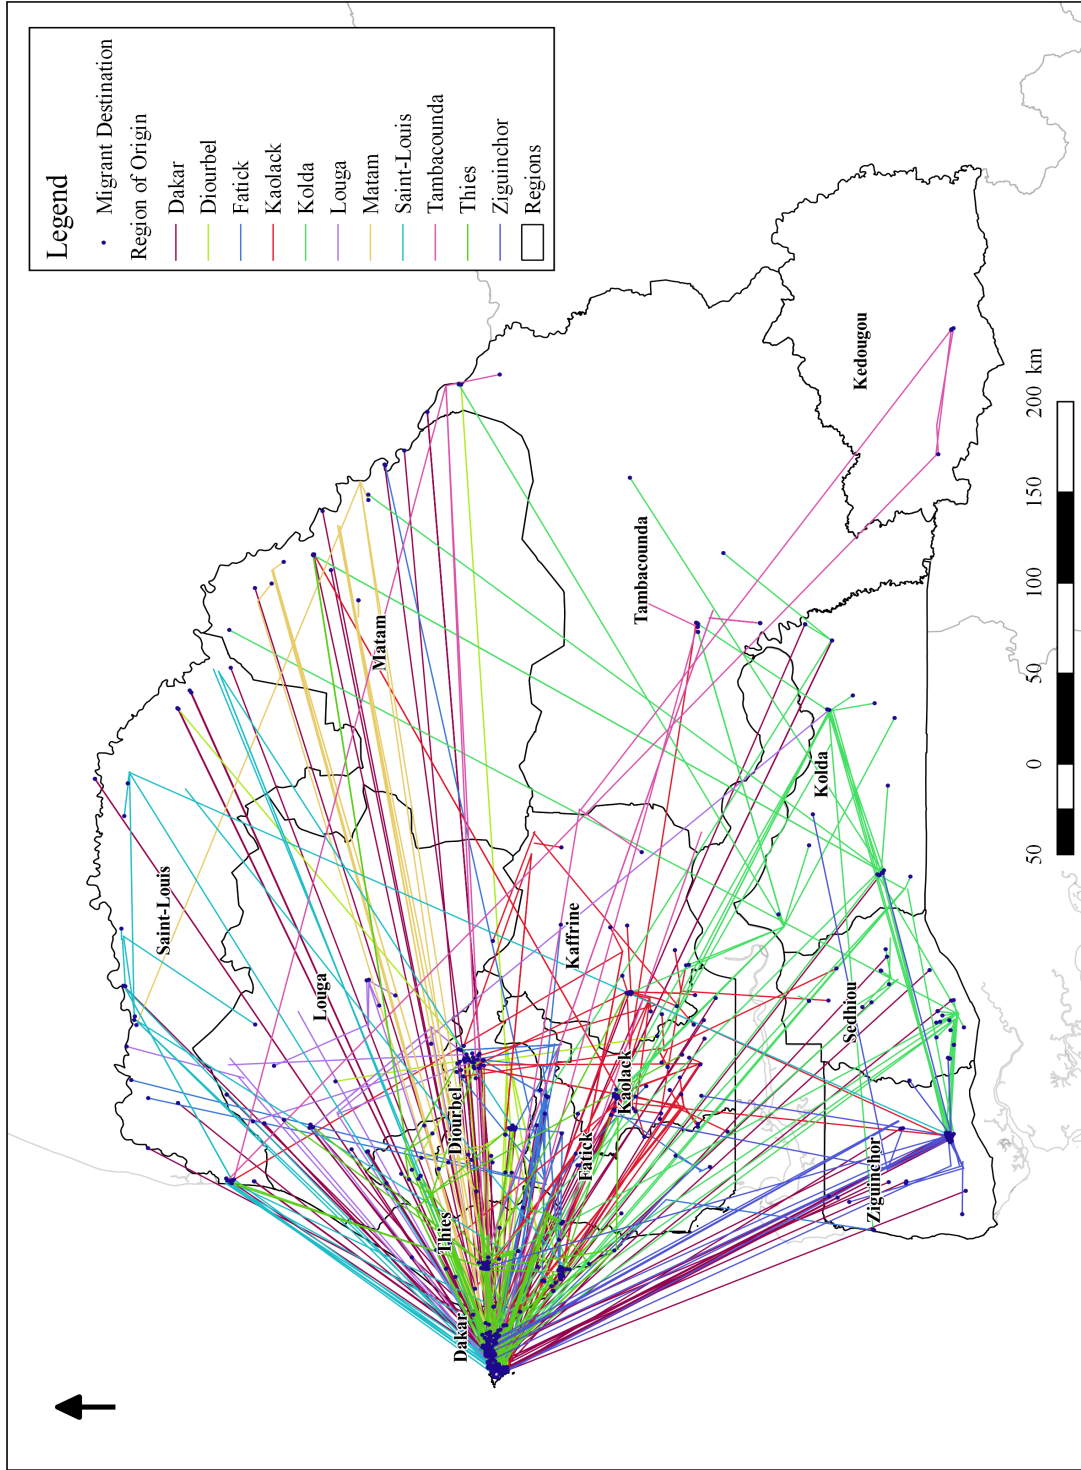 Legend
Migrant Destination
Region of Origin
Dakar
Diourbel
Fatick
Kaolack
Kolda
Louga
Matam
Saint-Louis
Tambacounda
Thies
Ziguinchor
Regions
Saint-Louis
Louga
Matam
Thies
Diourbel
Dakar
Fatick
Kaolack
Kaffrine
Tambacounda
Ziguinchor
Sedhiou
Kolda
Kedougou
50 0 50 100 150 200 km